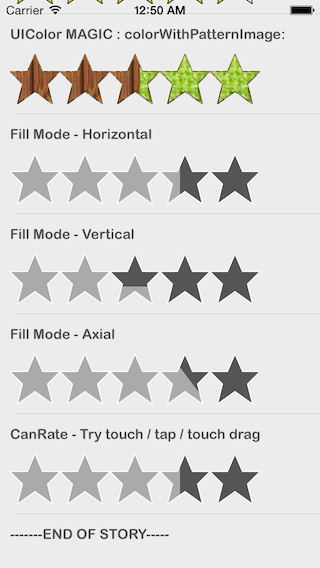 Carrier 12:50 AM
UIColor MAGIC : colorWithPatternImage:
Fill Mode - Horizontal
Fill Mode - Vertical
Fill Mode - Axial
CanRate - Try touch / tap / touch drag
-------END OF STORY-----